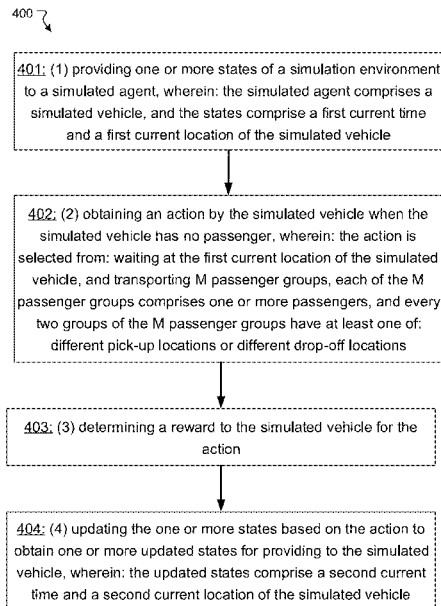 400
401: (1) providing one or more states of a simulation environment
to a simulated agent, wherein: the simulated agent comprises a
simulated vehicle, and the states comprise a first current time
and a first current location of the simulated vehicle
402: (2) obtaining an action by the simulated vehicle when the
simulated vehicle has no passenger, wherein: the action is
selected from: waiting at the first current location of the simulated
vehicle, and transporting M passenger groups, each of the M
passenger groups comprises one or more passengers, and every
two groups of the M passenger groups have at least one of:
different pick-up locations or different drop-off locations
403: (3) determining a reward to the simulated vehicle for the
action
404: (4) updating the one or more states based on the action to
obtain one or more updated states for providing to the simulated
vehicle, wherein: the updated states comprise a second current
time and a second current location of the simulated vehicle